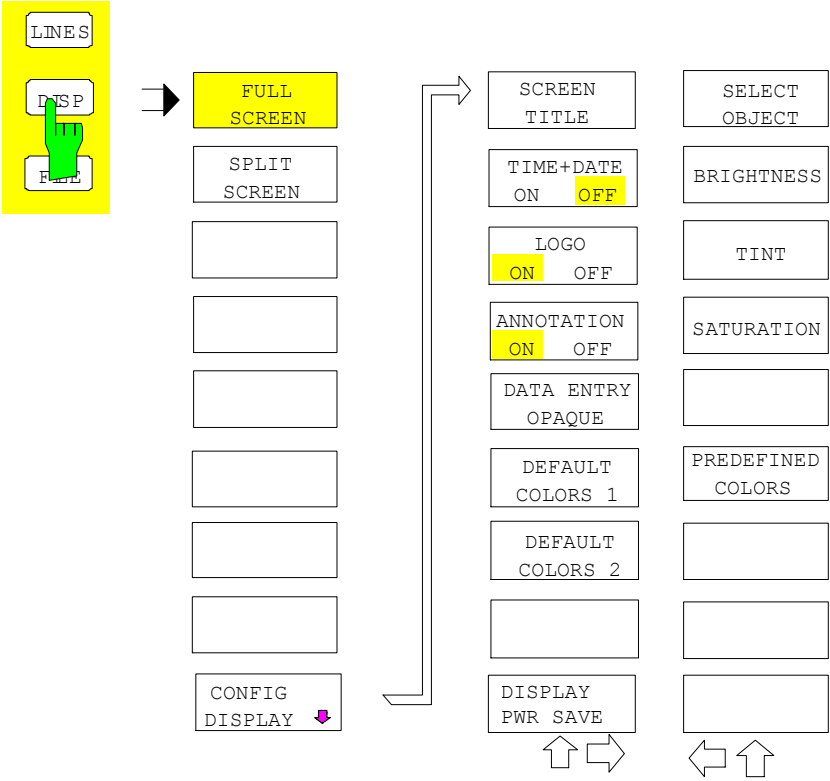 LINES
DISP
FILE
FULL
SCREEN
SPLIT
SCREEN
CONFIG
DISPLAY
SCREEN
TITLE
TIME+DATE
ON OFF
LOGO
ON OFF
ANNOTATION
ON OFF
DATA ENTRY
OPAQUE
DEFAULT
COLORS 1
DEFAULT
COLORS 2
DISPLAY
PWR SAVE
SELECT
OBJECT
BRIGHTNESS
TINT
SATURATION
PREDEFINED
COLORS